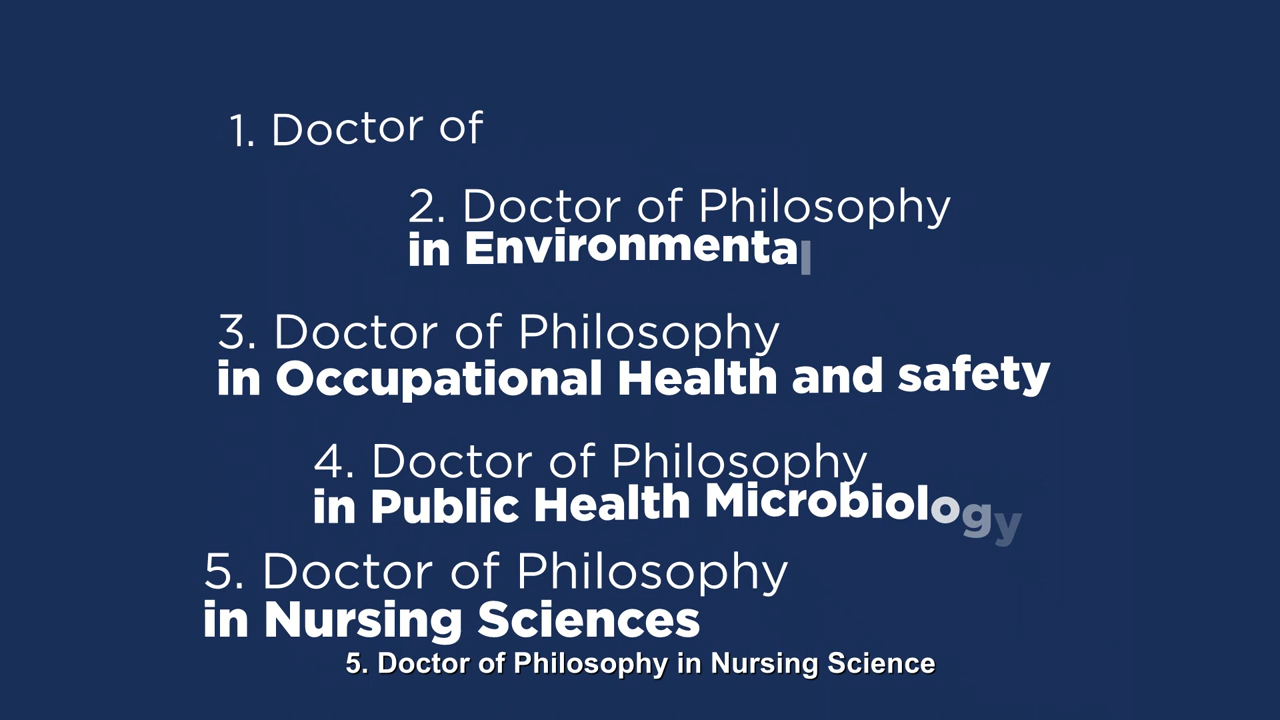 1. Doctor of
2. Doctor of Philosophy
in Environmental
3. Doctor of Philosophy
in Occupational Health and safety
4. Doctor of Philosophy
in Public Health Microbiology
5. Doctor of Philosophy
in Nursing Sciences
5. Doctor of Philosophy in Nursing Science